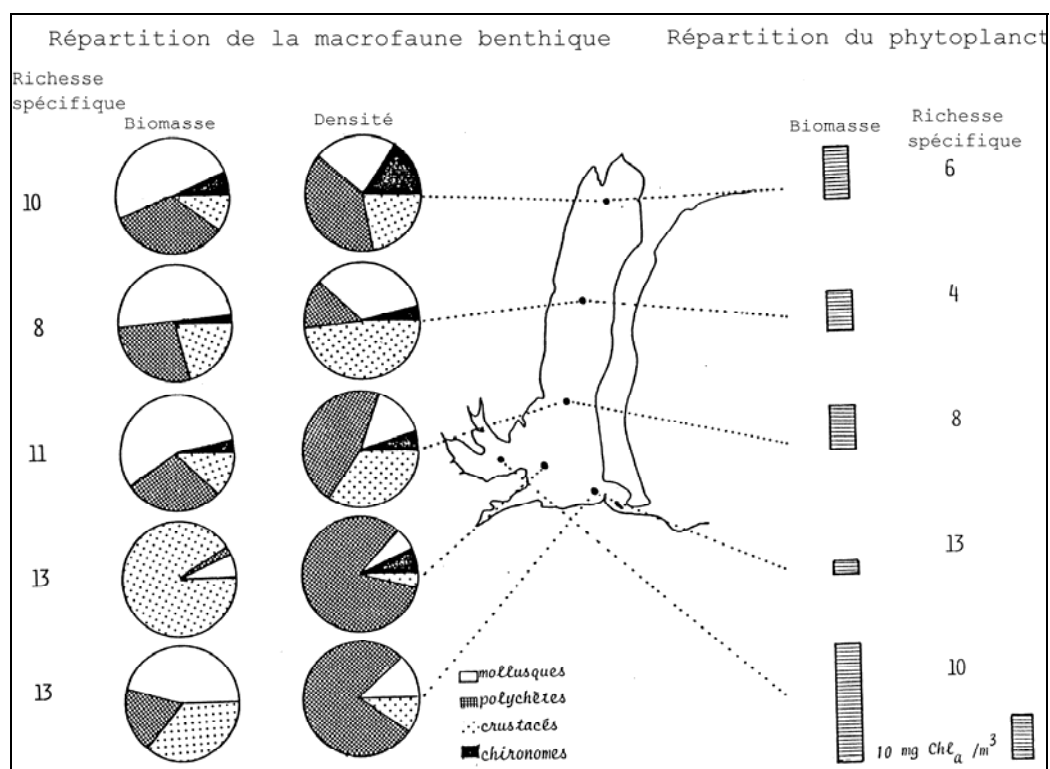 Répartition de la macrofaune benthique
Répartition du phytoplanct
Richesse
spécifique
Biomasse
Densité
Biomasse
Richesse
spécifique
10
8
11
13
13
6
4
8
13
10
mollusques
polychètes
crustacés
chironomes
10 mg Chl a /m³